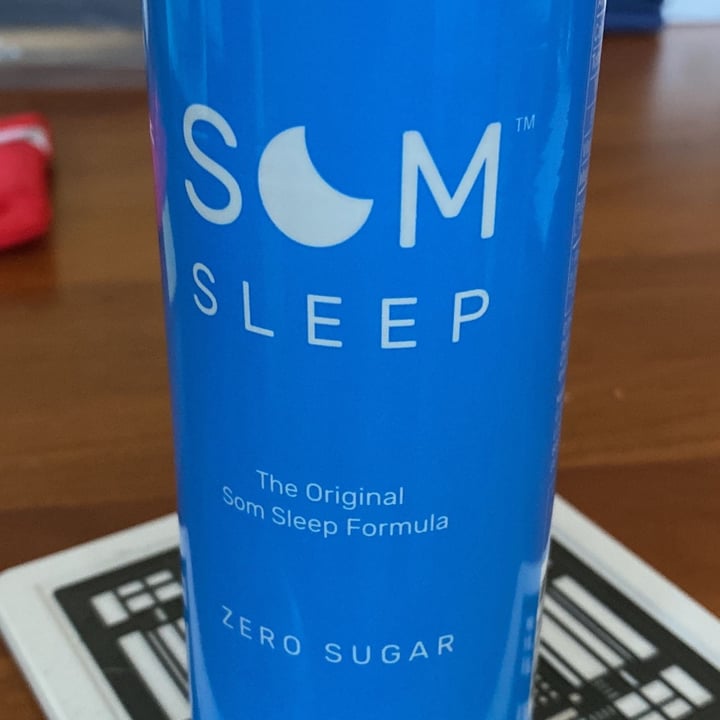 SOM™
SLEEP
The Original
Som Sleep Formula
ZERO SUGAR